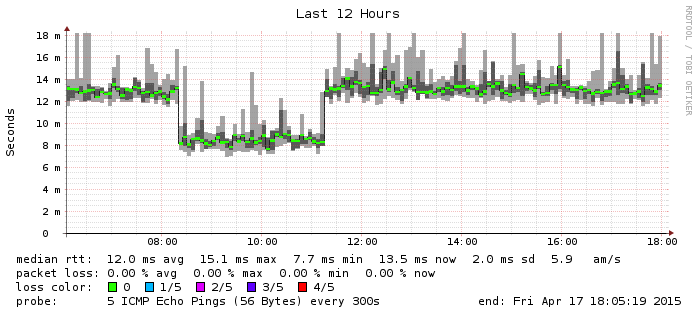 Last 12 Hours
RRDTOOL / TOBI OETIKER
Seconds
18 m
16 m
14 m
12 m
10 m
8 m
6 m
4 m
2 m
0
08:00 10:00 12:00 14:00 16:00 18:00
median rtt: 12.0 ms avg 15.1 ms max 7.7 ms min 13.5 ms now 2.0 ms sd 5.9 am/s
packet loss: 0.00 % avg 0.00 % max 0.00 % min 0.00 % now
loss color: 0 1/5 2/5 3/5 4/5
probe: 5 ICMP Echo Pings (56 Bytes) every 300s end: Fri Apr 17 18:05:19 2015